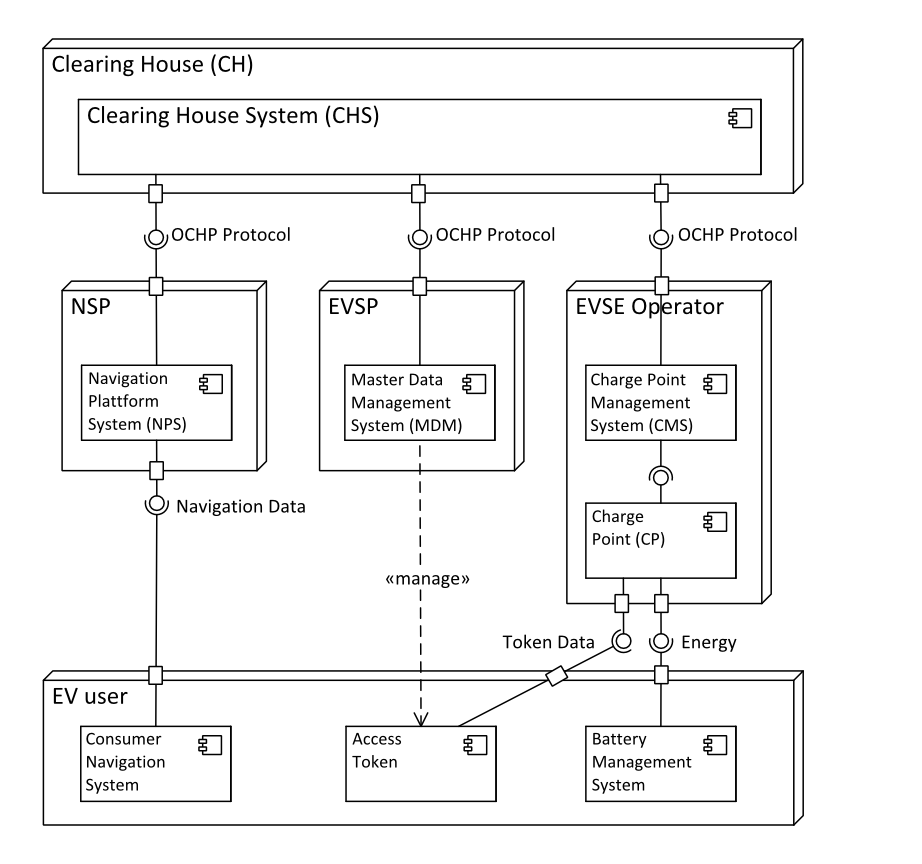 Clearing House (CH)
Clearing House System (CHS)
OCHP Protocol
OCHP Protocol
OCHP Protocol
NSP
EVSP
EVSE Operator
Navigation
Plattform
System (NPS)
Master Data
Management
System (MDM)
Charge Point
Management
System (CMS)
Navigation Data
Charge
Point (CP)
«manage»
Token Data
Energy
EV user
Consumer
Navigation
System
Access
Token
Battery
Management
System